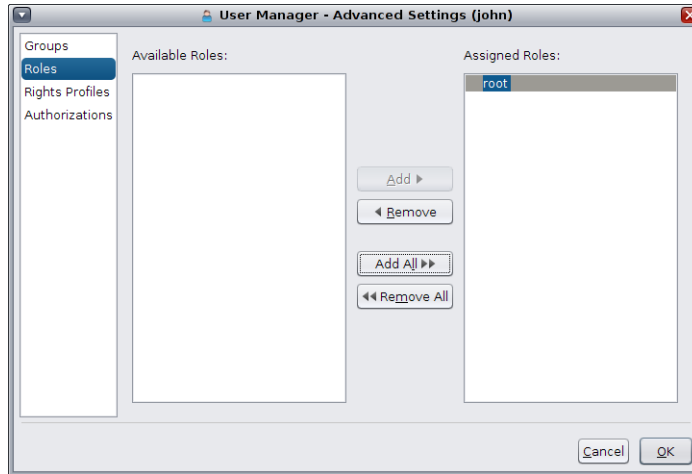 User Manager - Advanced Settings (john)
Groups
Roles
Rights Profiles
Authorizations
Available Roles:
Assigned Roles:
root
Add
Remove
Add All
Remove All
Cancel
OK